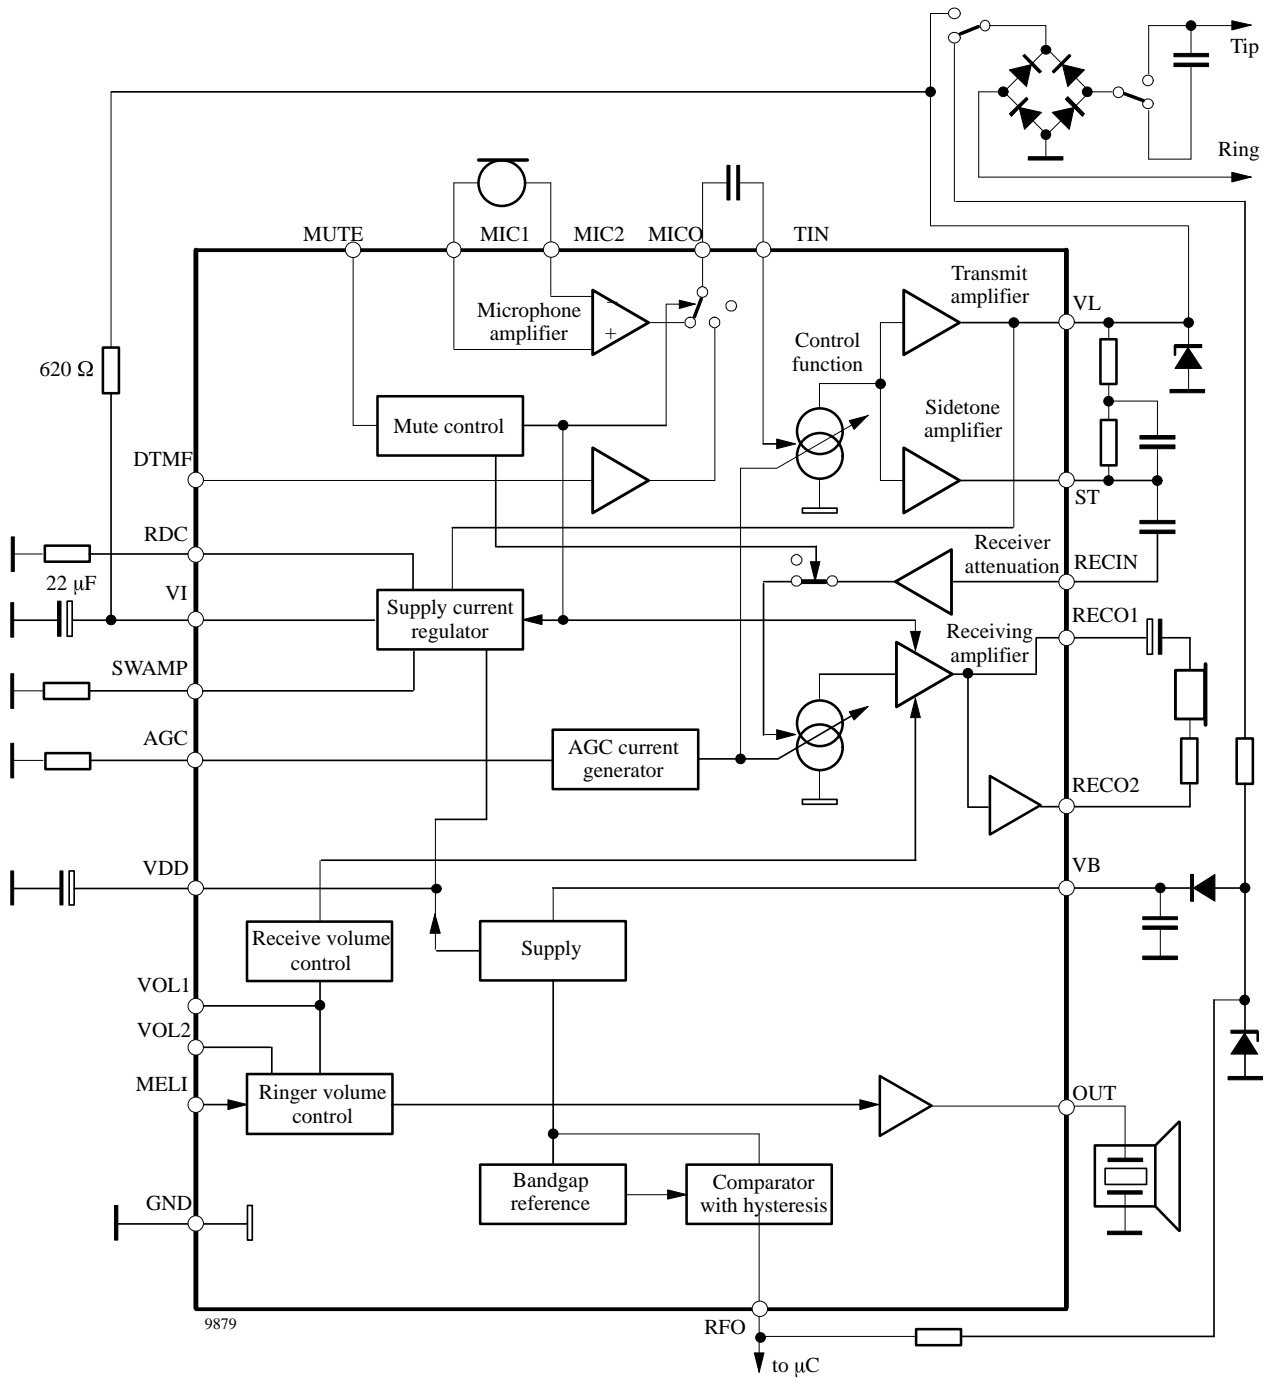 Tip
Ring
MUTE
MIC1
MIC2
MICO
TIN
Transmit
amplifier
VL
Microphone
amplifier
−
+
Control
function
620 Ω
Mute control
Sidetone
amplifier
DTMF
ST
RDC
Receiver
attenuation
RECIN
22 μF
VI
Supply current
regulator
RECO1
Receiving
amplifier
SWAMP
AGC
AGC current
generator
RECO2
VDD
VB
Receive volume
control
Supply
VOL1
VOL2
MELI
Ringer volume
control
OUT
Bandgap
reference
Comparator
with hysteresis
GND
9879
RFO
to μC